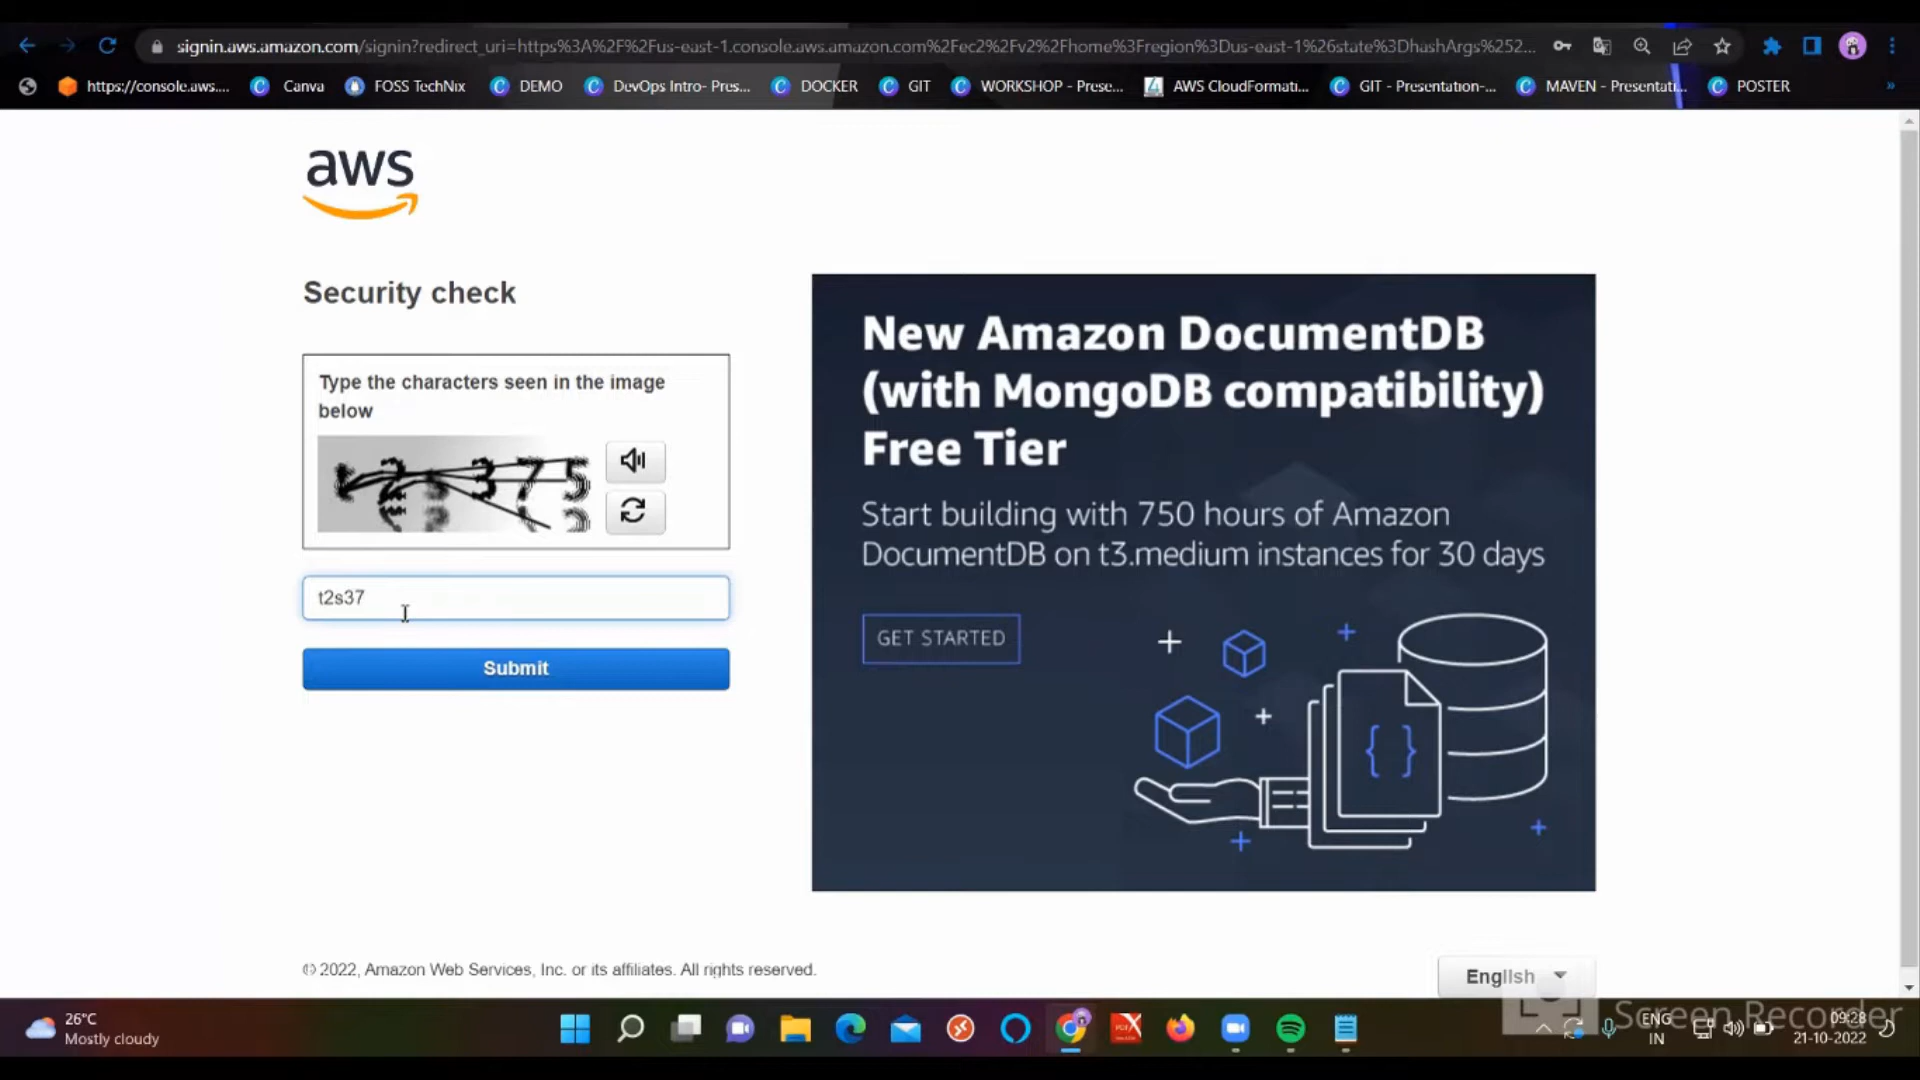 signin.aws.amazon.com/signin?redirect_uri=https%3A%2F%2Fus-east-1.console.aws.amazon.com%2Fec2%2Fv2%2Fhome%3Fregion%3Dus-east-1%26state%3DhashArgs%252...
https://console.aws.... Canva FOSS TechNix DEMO DevOps Intro- Pres... DOCKER GIT WORKSHOP - Prese... AWS CloudFormati... GIT - Presentation-... MAVEN - Presentati... POSTER »
aws
Security check
Type the characters seen in the image
below
t2s37
Submit
New Amazon DocumentDB
(with MongoDB compatibility)
Free Tier
Start building with 750 hours of Amazon
DocumentDB on t3.medium instances for 30 days
GET STARTED
{ }
© 2022, Amazon Web Services, Inc. or its affiliates. All rights reserved.
English
Screen Recorder
26°C
Mostly cloudy
ENG
IN
09:28
21-10-2022